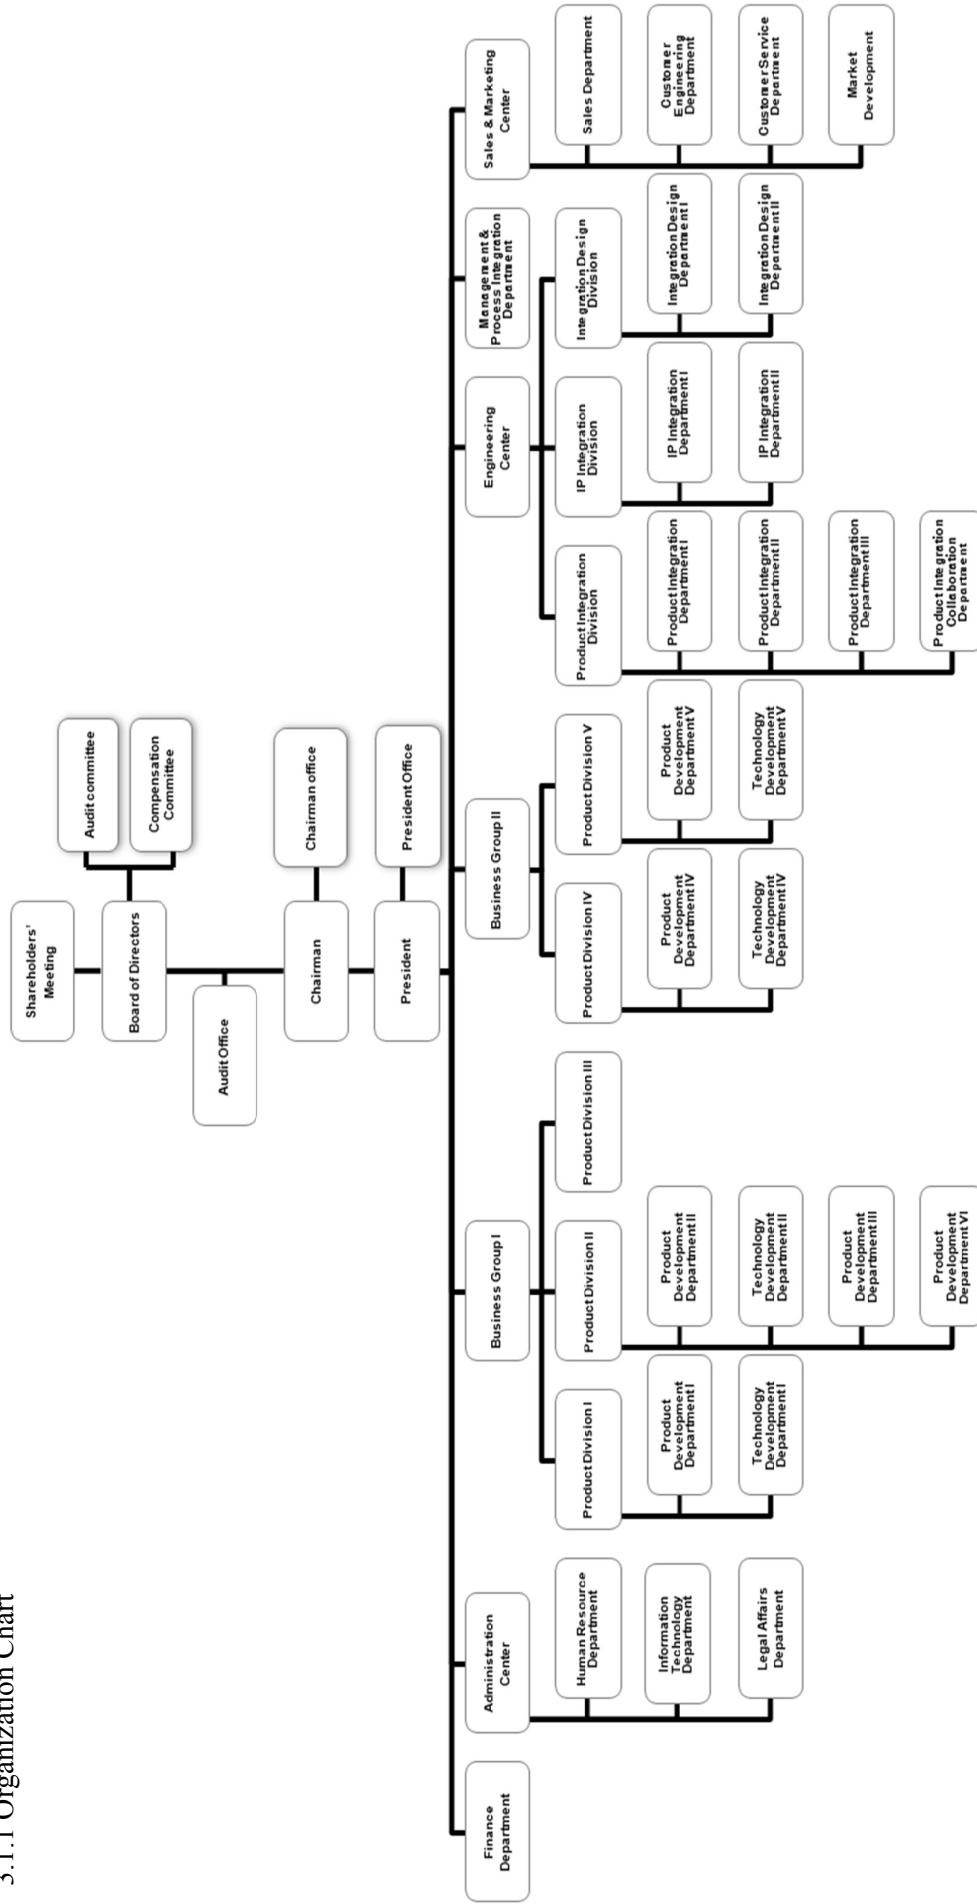 3.1.1 Organization Chart
Shareholders'
Meeting
Board of Directors
Audit committee
Compensation
Committee
Audit Office
Chairman
Chairman office
President
President Office
Finance
Department
Administration
Center
Human Resource
Department
Information
Technology
Department
Legal Affairs
Department
Business Group I
Product Division I
Product
Development
Department I
Technology
Development
Department I
Product Division II
Product
Development
Department II
Technology
Development
Department II
Product
Development
Department III
Product
Development
Department VI
Product Division III
Business Group II
Product Division IV
Product
Development
Department IV
Technology
Development
Department IV
Product Division V
Product
Development
Department V
Technology
Development
Department V
Engineering
Center
Product Integration
Division
Product Integration
Department I
Product Integration
Department II
Product Integration
Department III
Product Integration
Collaboration
Department
IP Integration
Division
IP Integration
Department I
IP Integration
Department II
Integration Design
Division
Integration Design
Department I
Integration Design
Department II
Management &
Process Integration
Department
Sales & Marketing
Center
Sales Department
Customer
Engineering
Department
Customer Service
Department
Market
Development